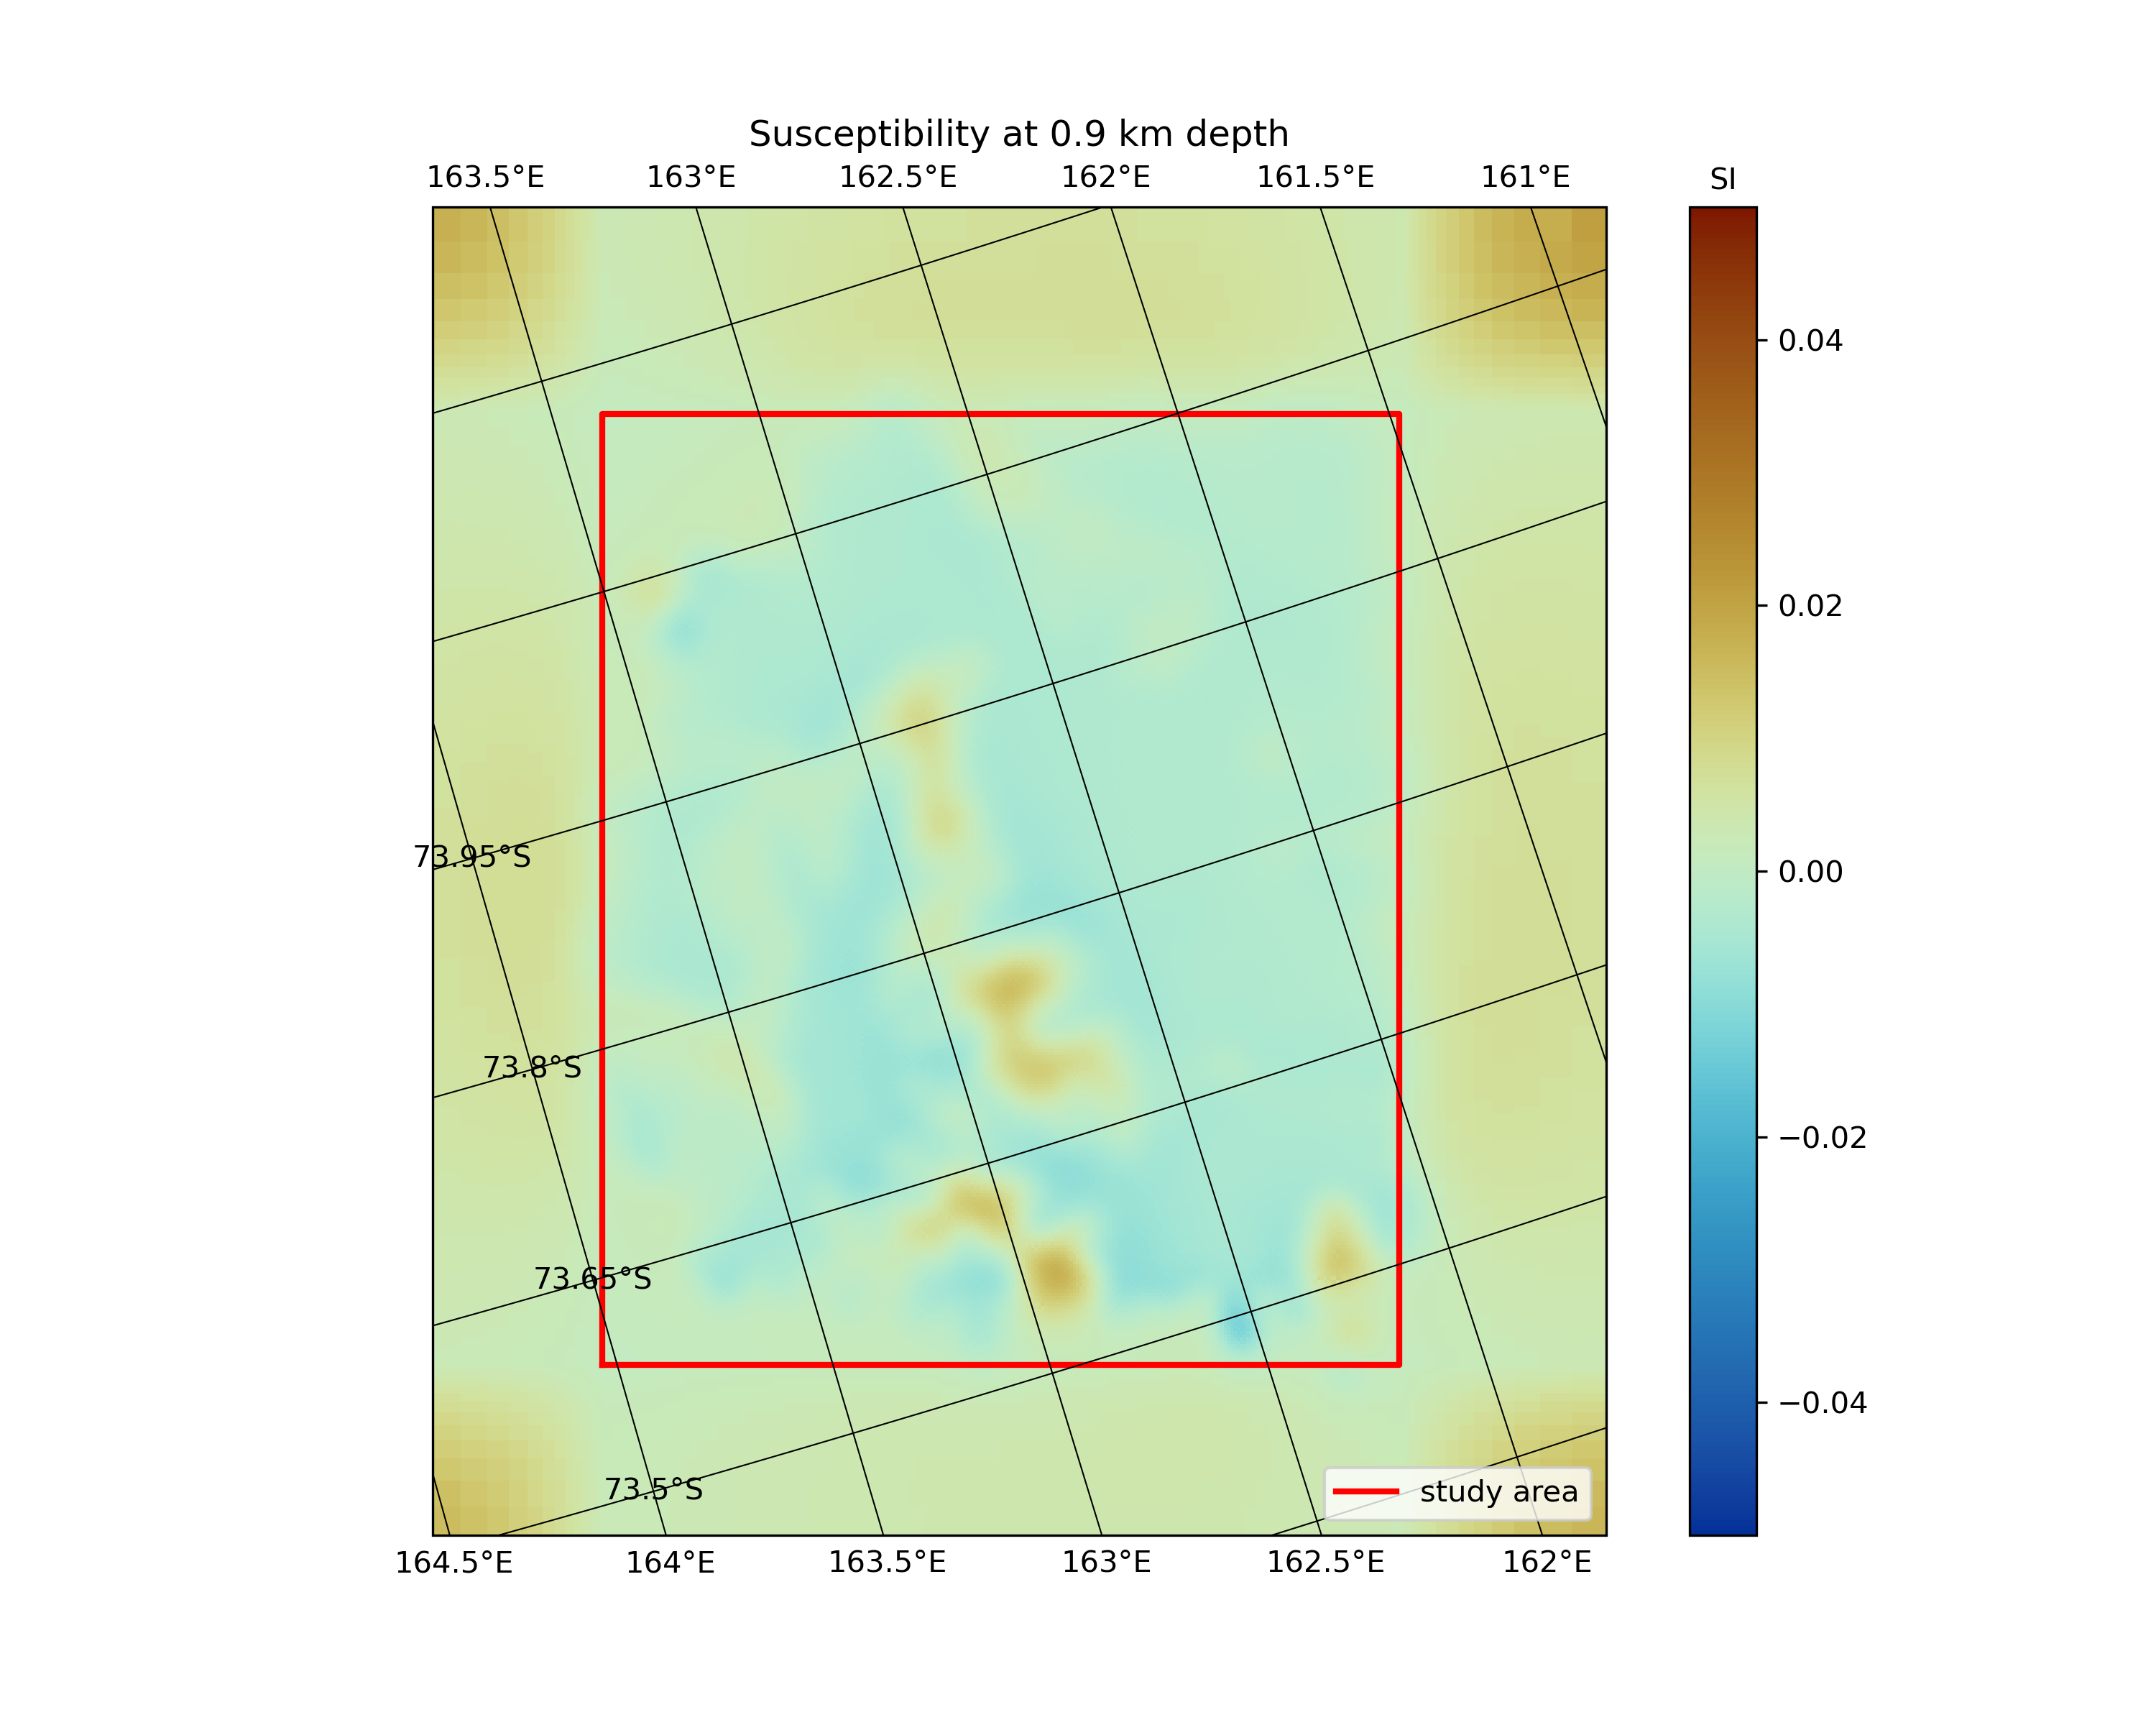 Susceptibility at 0.9 km depth
163.5°E 163°E 162.5°E 162°E 161.5°E 161°E
SI
0.04
0.02
0.00
−0.02
−0.04
73.95°S
73.8°S
73.65°S
73.5°S
study area
164.5°E 164°E 163.5°E 163°E 162.5°E 162°E